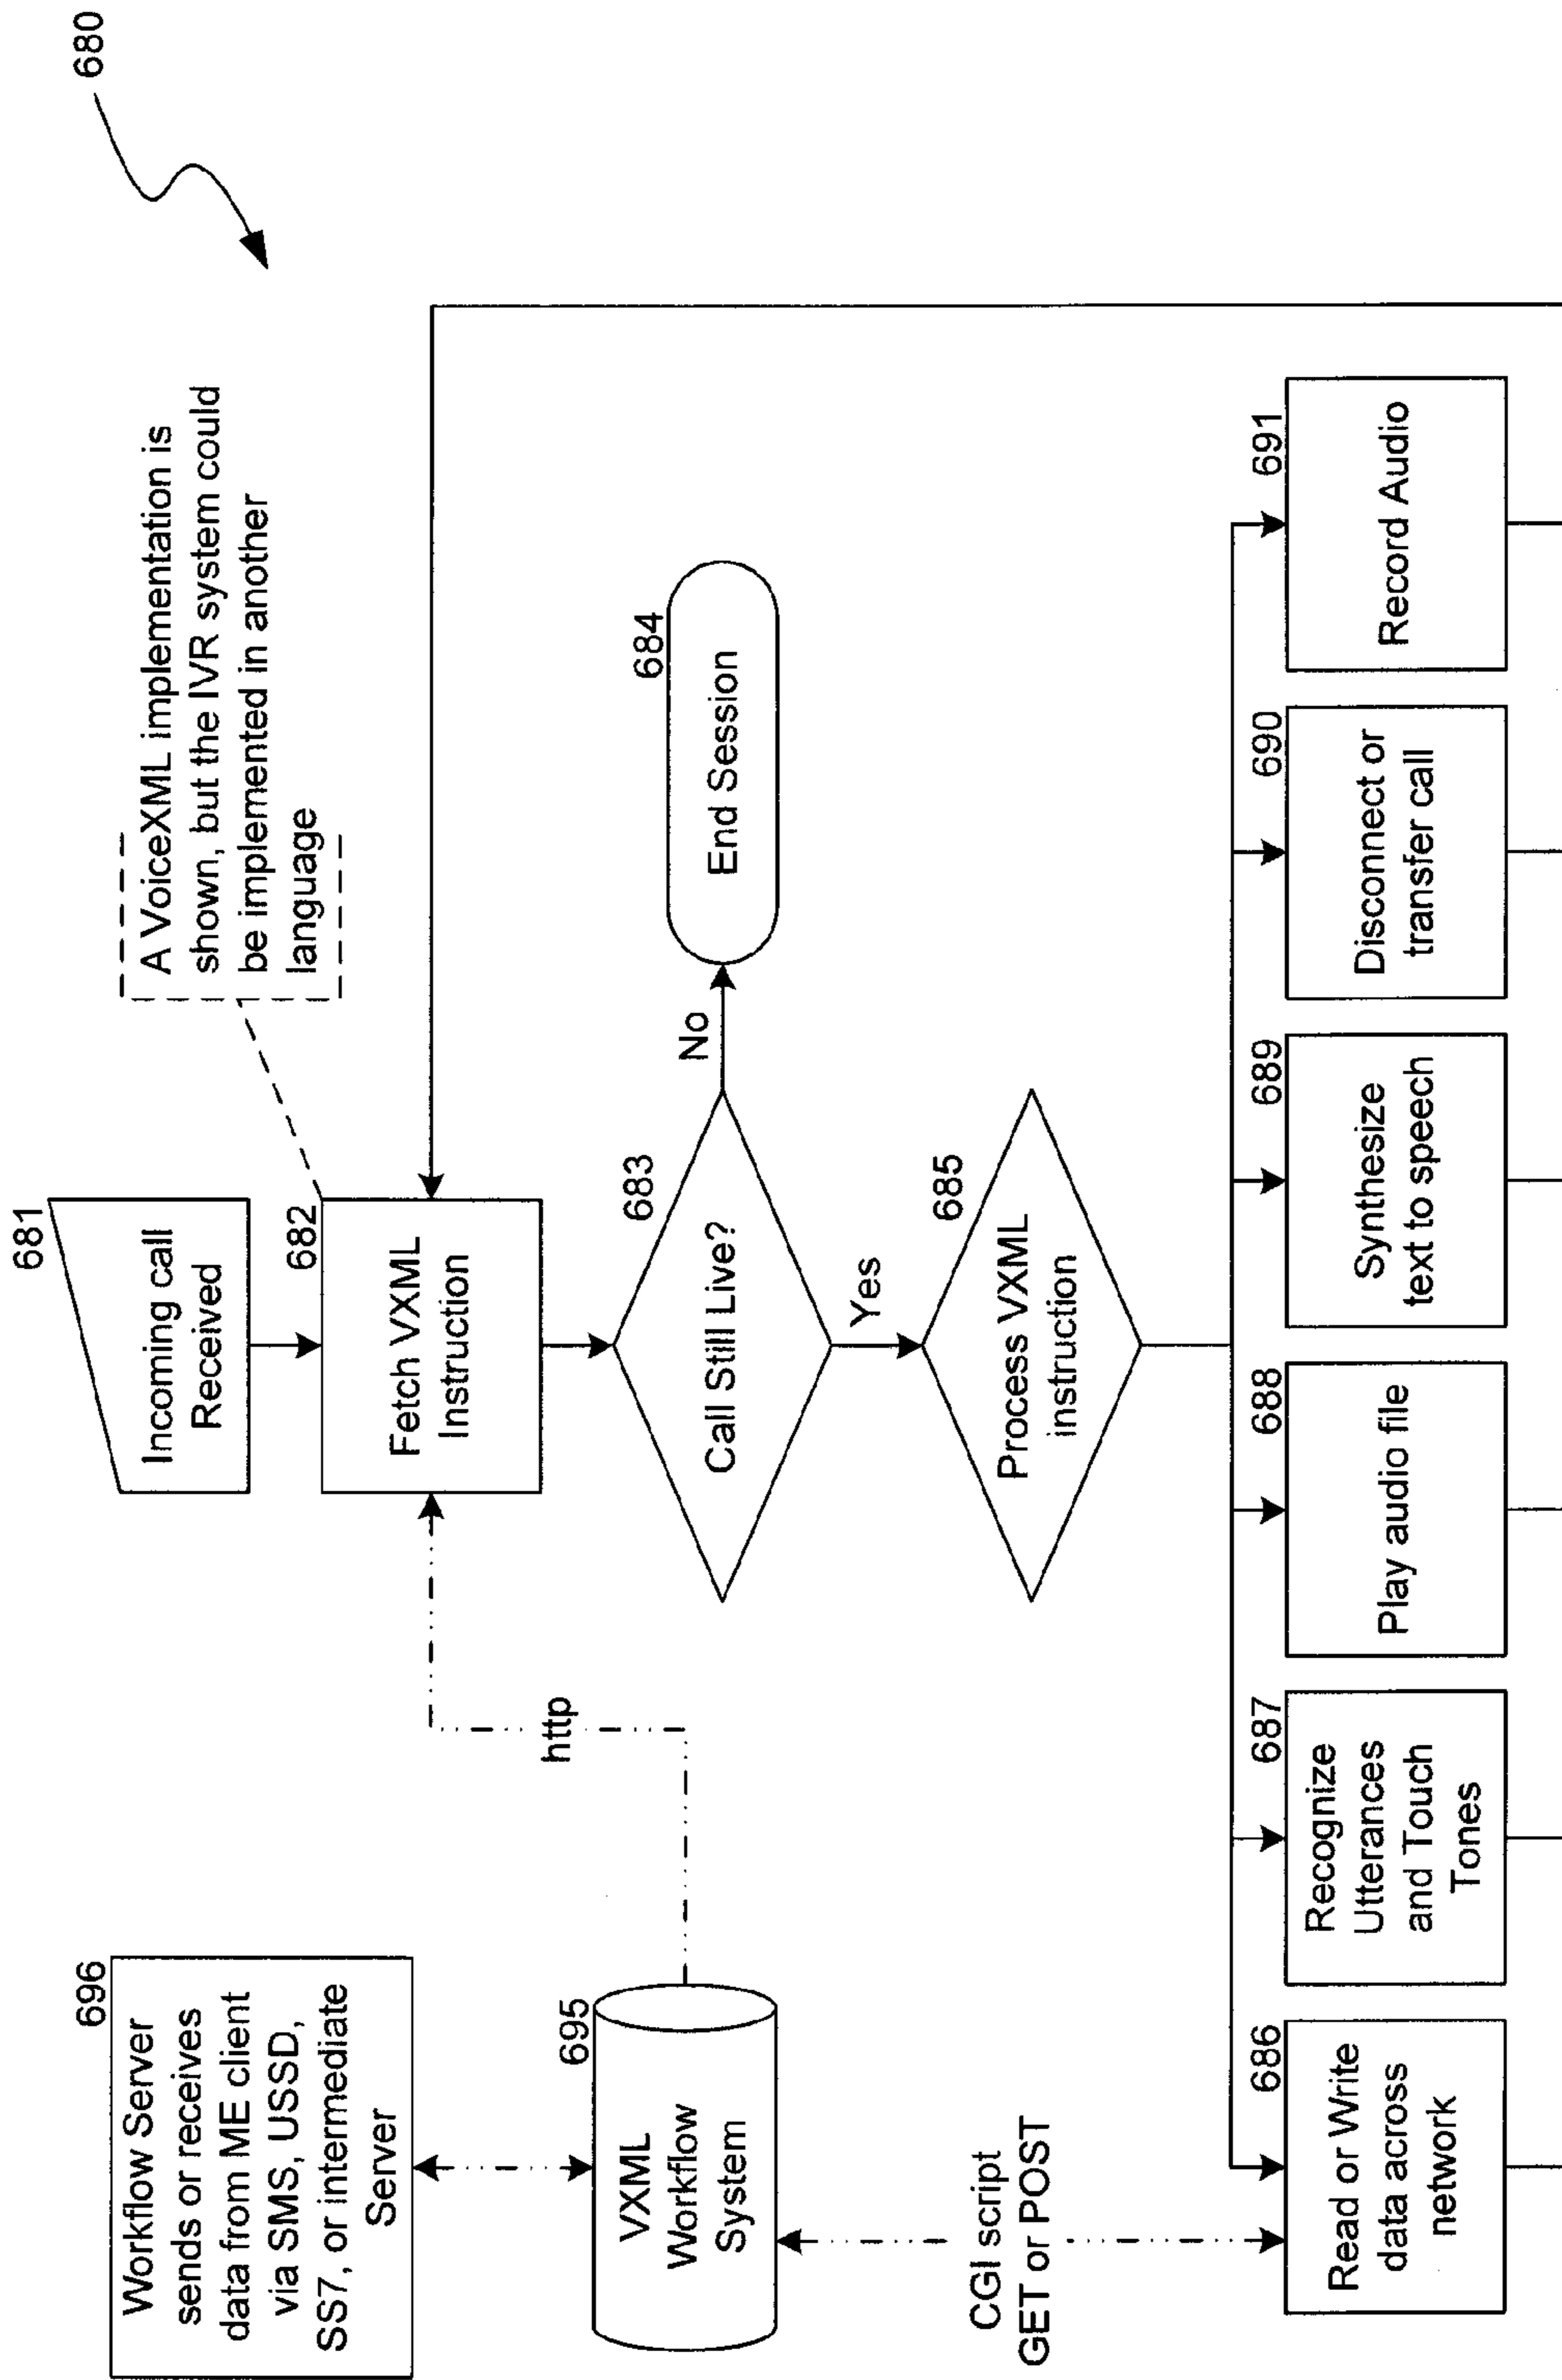 680
A VoiceXML implementation is
shown, but the IVR system could
be implemented in another
language
681
Incoming call
Received
682
Fetch VXML
Instruction
683
Call Still Live?
No
684
End Session
Yes
685
Process VXML
instruction
696
Workflow Server
sends or receives
data from ME client
via SMS, USSD,
SS7, or intermediate
Server
695
VXML
Workflow
System
http
CGI script
GET or POST
686
Read or Write
data across
network
687
Recognize
Utterances
and Touch
Tones
688
Play audio file
689
Synthesize
text to speech
690
Disconnect or
transfer call
691
Record Audio